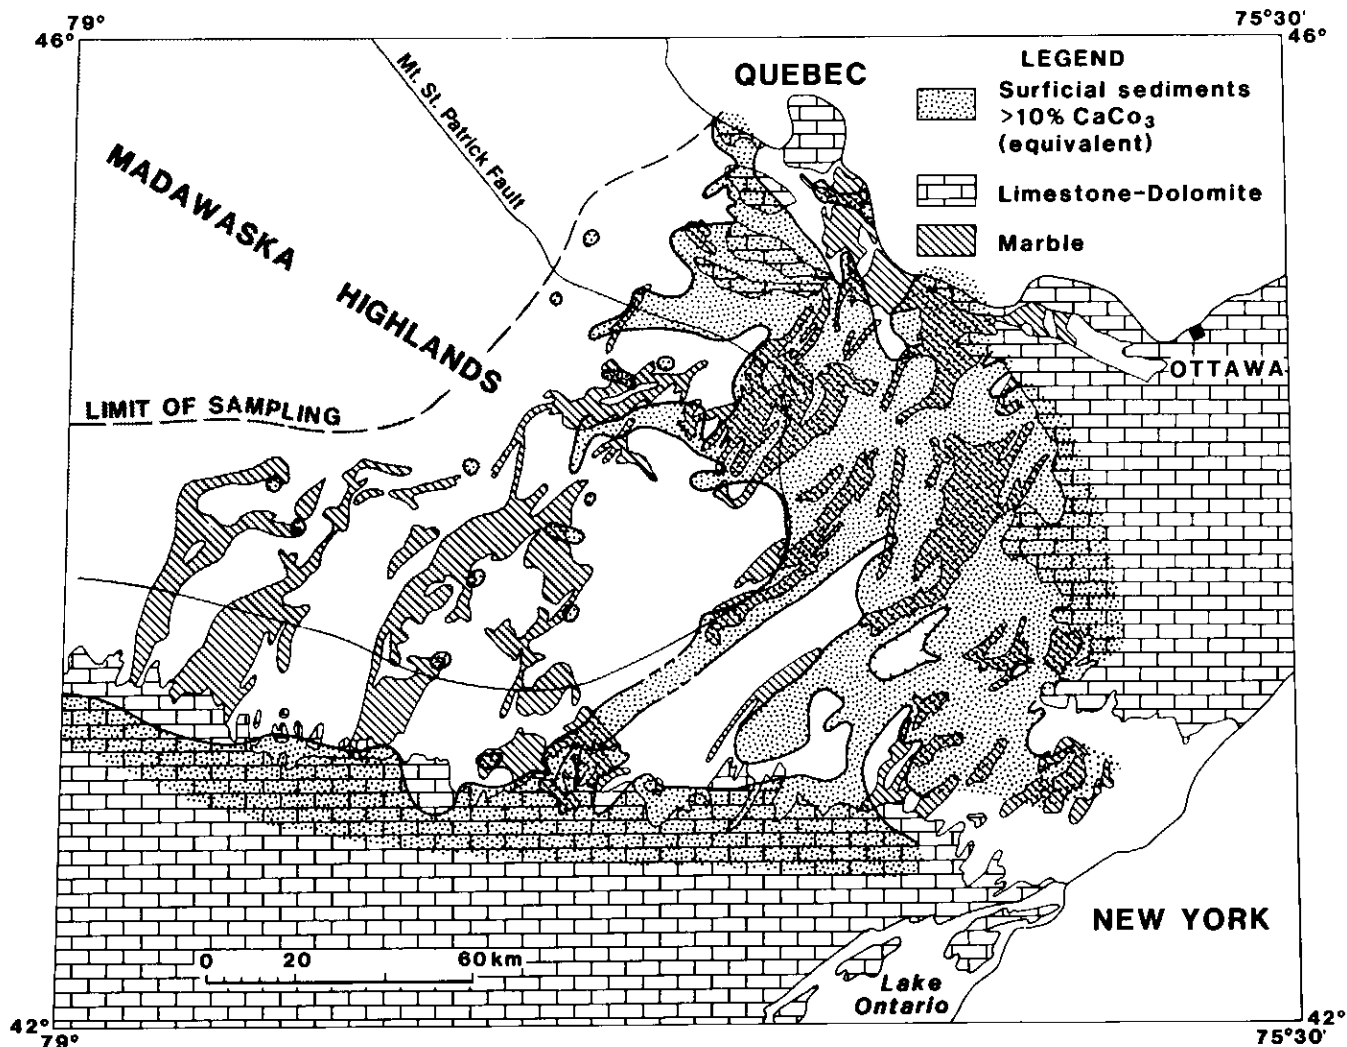 79°
75°30'
46°
46°
QUEBEC
LEGEND
Surficial sediments
>10% CaCo₃
(equivalent)
Limestone-Dolomite
Marble
Mt. St. Patrick Fault
MADAWASKA
HIGHLANDS
LIMIT OF SAMPLING
OTTAWA
NEW YORK
0 20 60 km
Lake
Ontario
42°
42°
79°
75°30'